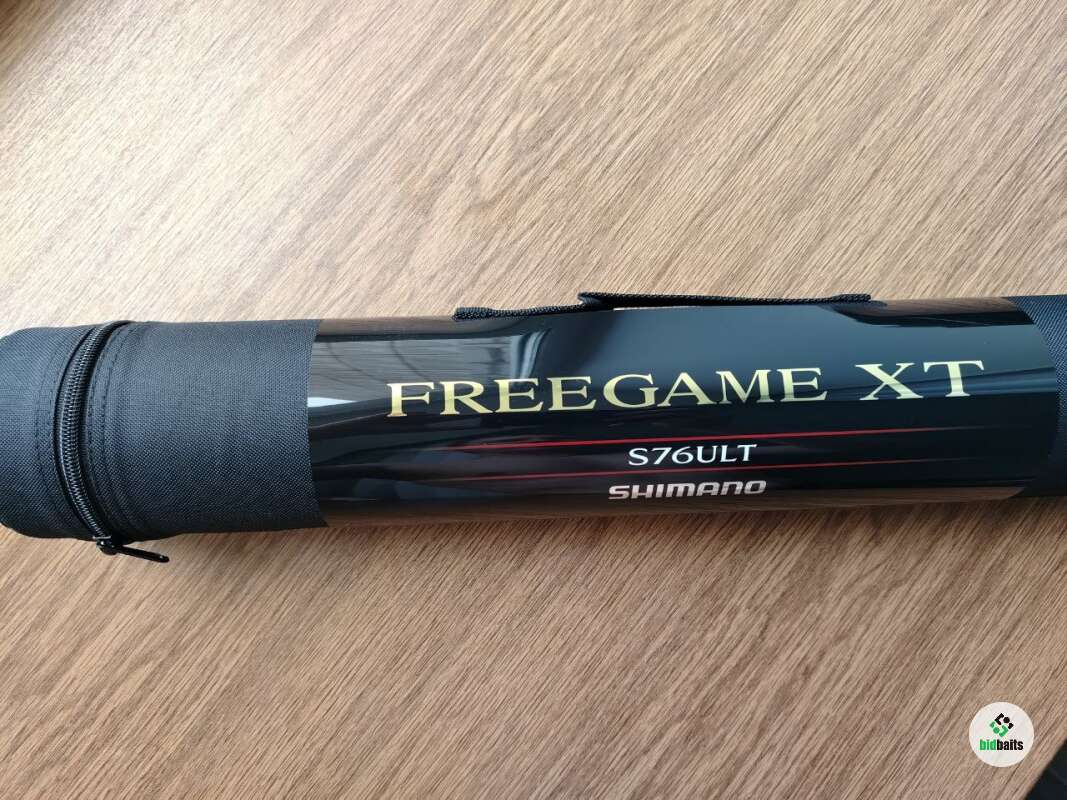 FREEGAME XT
S76ULT
SHIMANO
bidbaits